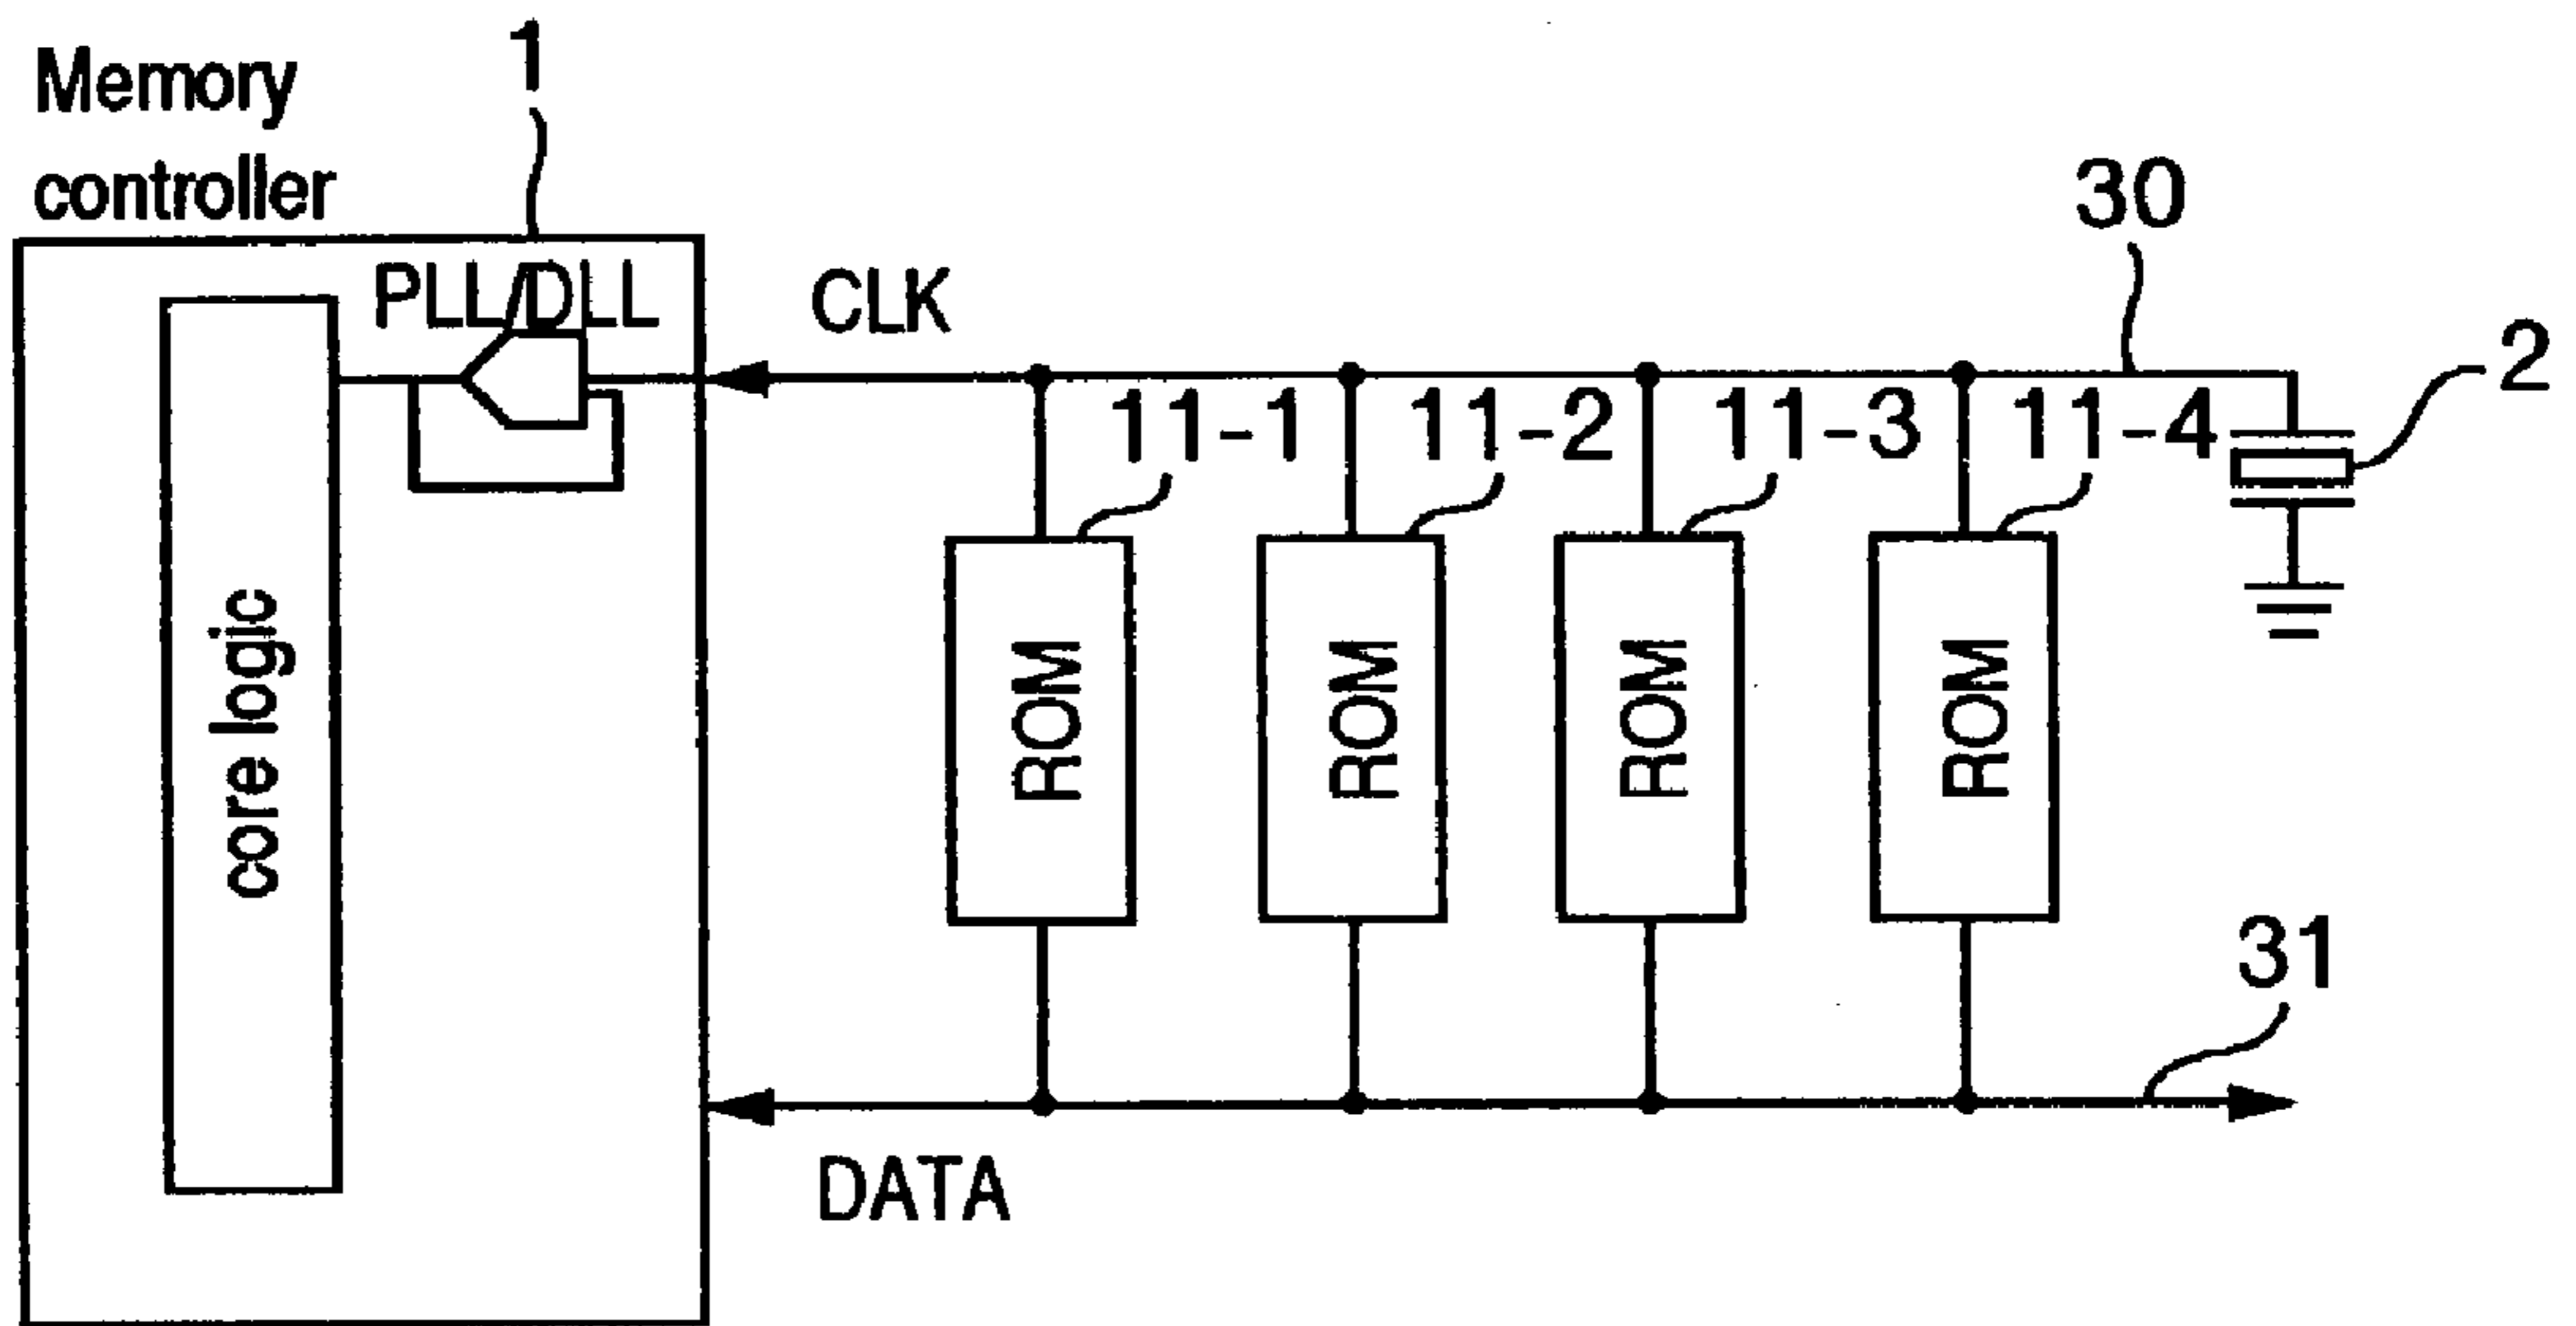 1
Memory
controller
30
PLL/DLL
CLK
2
11-1
11-2
11-3
11-4
core logic
ROM
ROM
ROM
ROM
31
DATA